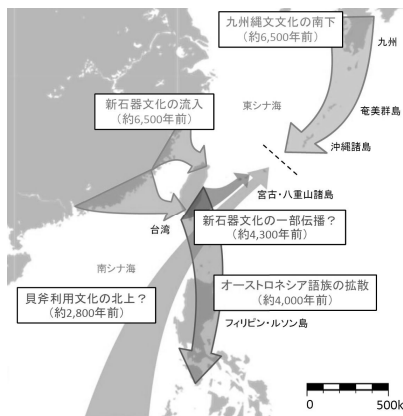 九州縄文文化の南下
(約6,500年前)
九州
新石器文化の流入
(約6,500年前)
東シナ海
奄美群島
沖縄諸島
宮古・八重山諸島
台湾
新石器文化の一部伝播?
(約4,300年前)
南シナ海
貝斧利用文化の北上?
(約2,800年前)
オーストロネシア語族の拡散
(約4,000年前)
フィリピン・ルソン島
0 500k